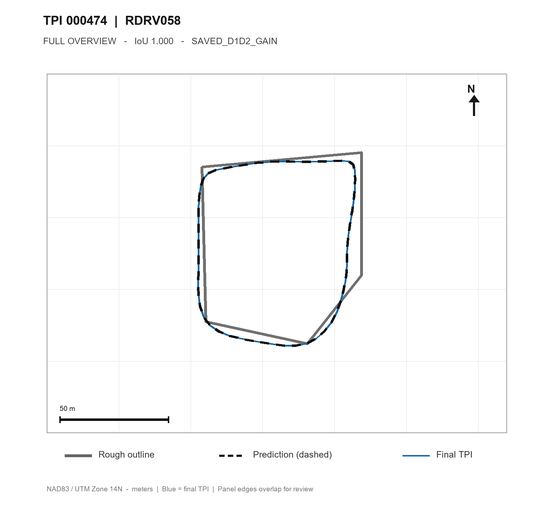 TPI 000474 | RDRV058
FULL OVERVIEW - IoU 1.000 - SAVED_D1D2_GAIN
N
50 m
Rough outline
Prediction (dashed)
Final TPI
NAD83 / UTM Zone 14N - meters | Blue = final TPI | Panel edges overlap for review